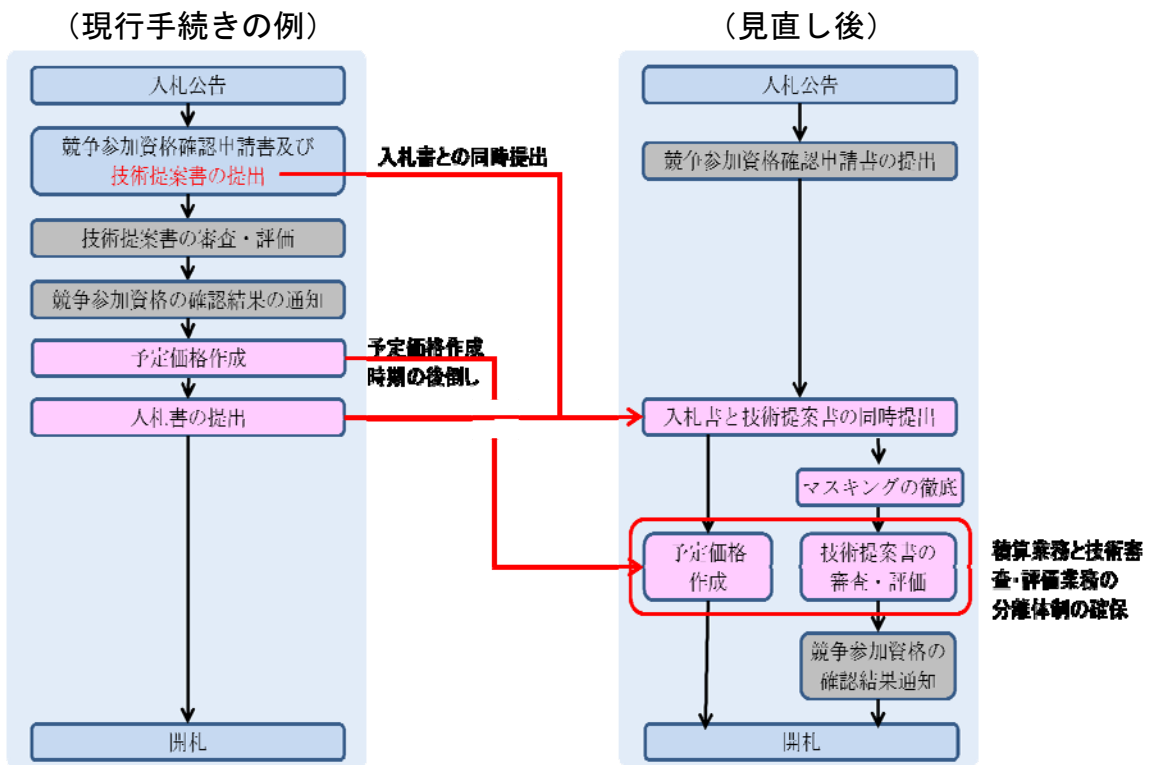 （現行手続きの例）
人札公告
競争参加資格確認申請書及び
技術提案書の提出
技術提案書の審査・評価
競争参加資格の確認結果の通知
予定価格作成
入札書の提出
開札
入札書との同時提出
予定価格作成
時期の後倒し
（見直し後）
入札公告
競争参加資格確認申請書の提出
入札書と技術提案書の同時提出
マスキングの徹底
予定価格
作成
技術提案書の
審査・評価
競争参加資格の
確認結果通知
開札
積算業務と技術審
査・評価業務の
分離体制の確保